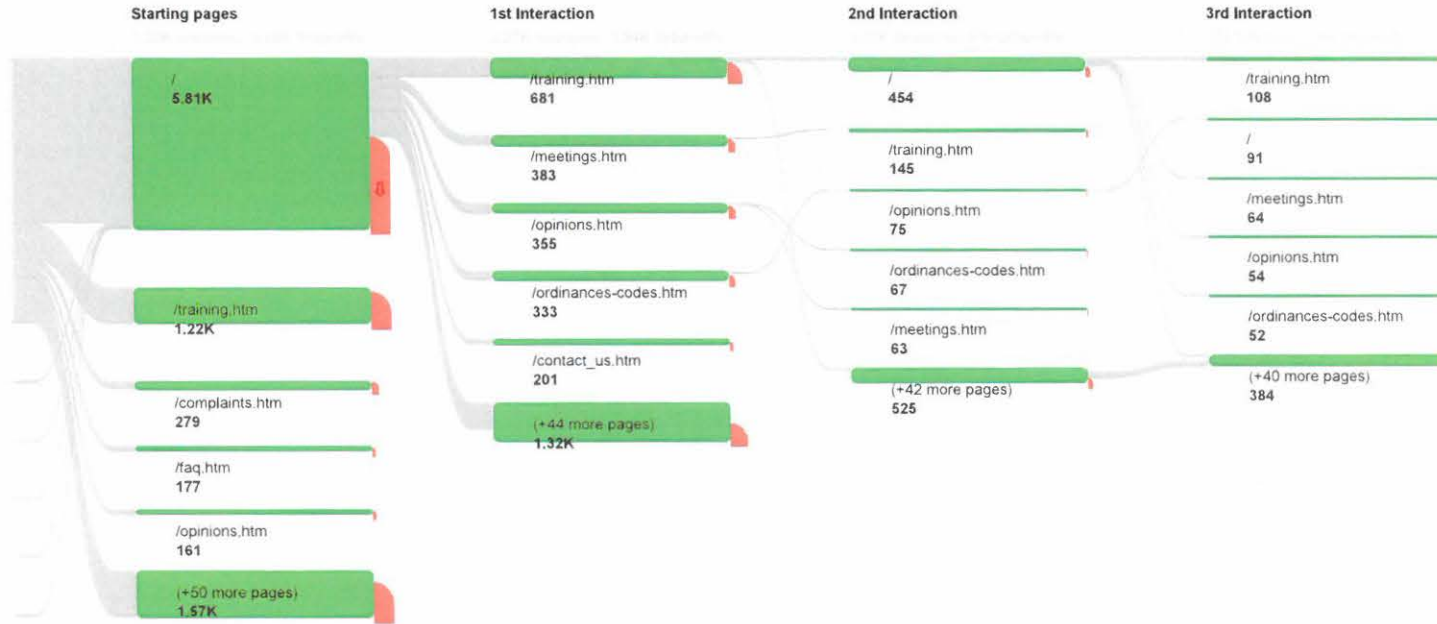 Starting pages
/
5.81K
/training.htm
1.22K
/complaints.htm
279
/faq.htm
177
/opinions.htm
161
(+50 more pages)
1.57K
1st Interaction
/training.htm
681
/meetings.htm
383
/opinions.htm
355
/ordinances-codes.htm
333
/contact_us.htm
201
(+44 more pages)
1.32K
2nd Interaction
/
454
/training.htm
145
/opinions.htm
75
/ordinances-codes.htm
67
/meetings.htm
63
(+42 more pages)
525
3rd Interaction
/training.htm
108
/
91
/meetings.htm
64
/opinions.htm
54
/ordinances-codes.htm
52
(+40 more pages)
384